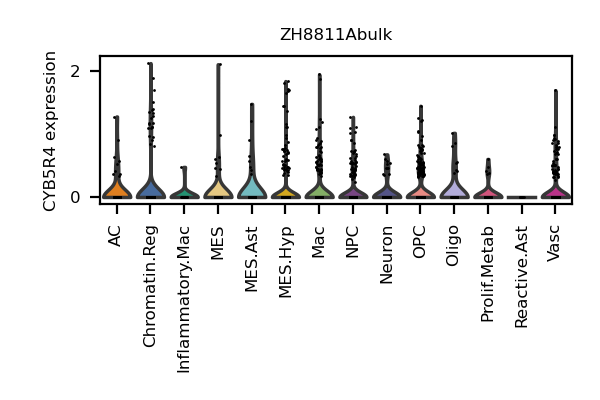 ZH8811Abulk
CYB5R4 expression
2
0
AC
Chromatin.Reg
Inflammatory.Mac
MES
MES.Ast
MES.Hyp
Mac
NPC
Neuron
OPC
Oligo
Prolif.Metab
Reactive.Ast
Vasc